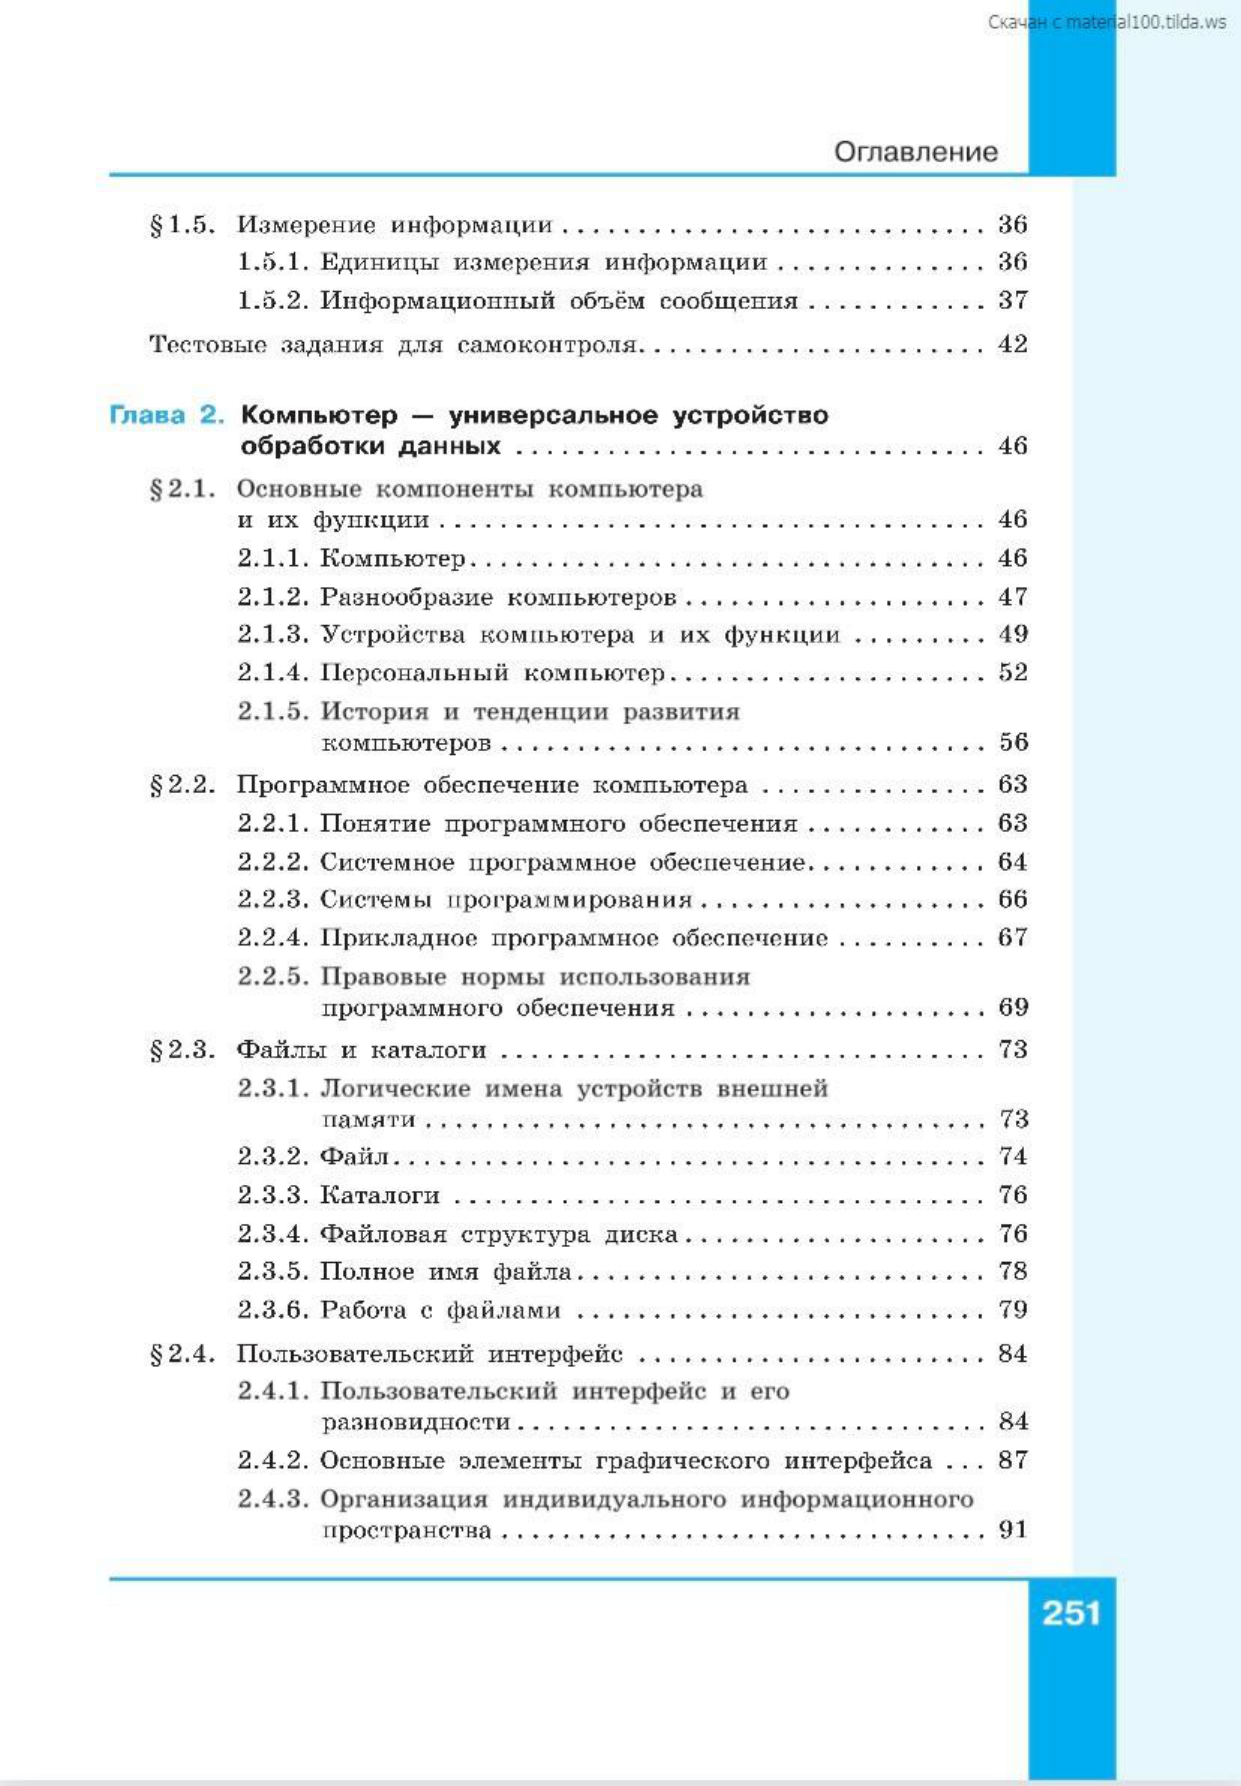 Скачан с material100.tilda.ws
Оглавление
§ 1.5. Измерение информации . . . . . . . . . . . . . . . . . . . . . . . . . . . . 36
1.5.1. Единицы измерения информации . . . . . . . . . . . . . . 36
1.5.2. Информационный объём сообщения . . . . . . . . . . . . 37
Тестовые задания для самоконтроля. . . . . . . . . . . . . . . . . . . . . . . 42
Глава 2. Компьютер — универсальное устройство
обработки данных . . . . . . . . . . . . . . . . . . . . . . . . . . . . . . . 46
§ 2.1. Основные компоненты компьютера
и их функции . . . . . . . . . . . . . . . . . . . . . . . . . . . . . . . . . . . . 46
2.1.1. Компьютер. . . . . . . . . . . . . . . . . . . . . . . . . . . . . . . . . . 46
2.1.2. Разнообразие компьютеров . . . . . . . . . . . . . . . . . . . . 47
2.1.3. Устройства компьютера и их функции . . . . . . . . . 49
2.1.4. Персональный компьютер. . . . . . . . . . . . . . . . . . . . . 52
2.1.5. История и тенденции развития
компьютеров . . . . . . . . . . . . . . . . . . . . . . . . . . . . . . . . 56
§ 2.2. Программное обеспечение компьютера . . . . . . . . . . . . . . . 63
2.2.1. Понятие программного обеспечения . . . . . . . . . . . . 63
2.2.2. Системное программное обеспечение. . . . . . . . . . . . 64
2.2.3. Системы программирования . . . . . . . . . . . . . . . . . . . 66
2.2.4. Прикладное программное обеспечение . . . . . . . . . . 67
2.2.5. Правовые нормы использования
программного обеспечения . . . . . . . . . . . . . . . . . . . . 69
§ 2.3. Файлы и каталоги . . . . . . . . . . . . . . . . . . . . . . . . . . . . . . . . 73
2.3.1. Логические имена устройств внешней
памяти . . . . . . . . . . . . . . . . . . . . . . . . . . . . . . . . . . . . . 73
2.3.2. Файл. . . . . . . . . . . . . . . . . . . . . . . . . . . . . . . . . . . . . . . 74
2.3.3. Каталоги . . . . . . . . . . . . . . . . . . . . . . . . . . . . . . . . . . . 76
2.3.4. Файловая структура диска . . . . . . . . . . . . . . . . . . . . 76
2.3.5. Полное имя файла. . . . . . . . . . . . . . . . . . . . . . . . . . . 78
2.3.6. Работа с файлами . . . . . . . . . . . . . . . . . . . . . . . . . . . 79
§ 2.4. Пользовательский интерфейс . . . . . . . . . . . . . . . . . . . . . . . 84
2.4.1. Пользовательский интерфейс и его
разновидности . . . . . . . . . . . . . . . . . . . . . . . . . . . . . . . 84
2.4.2. Основные элементы графического интерфейса . . . 87
2.4.3. Организация индивидуального информационного
пространства . . . . . . . . . . . . . . . . . . . . . . . . . . . . . . . . 91
251